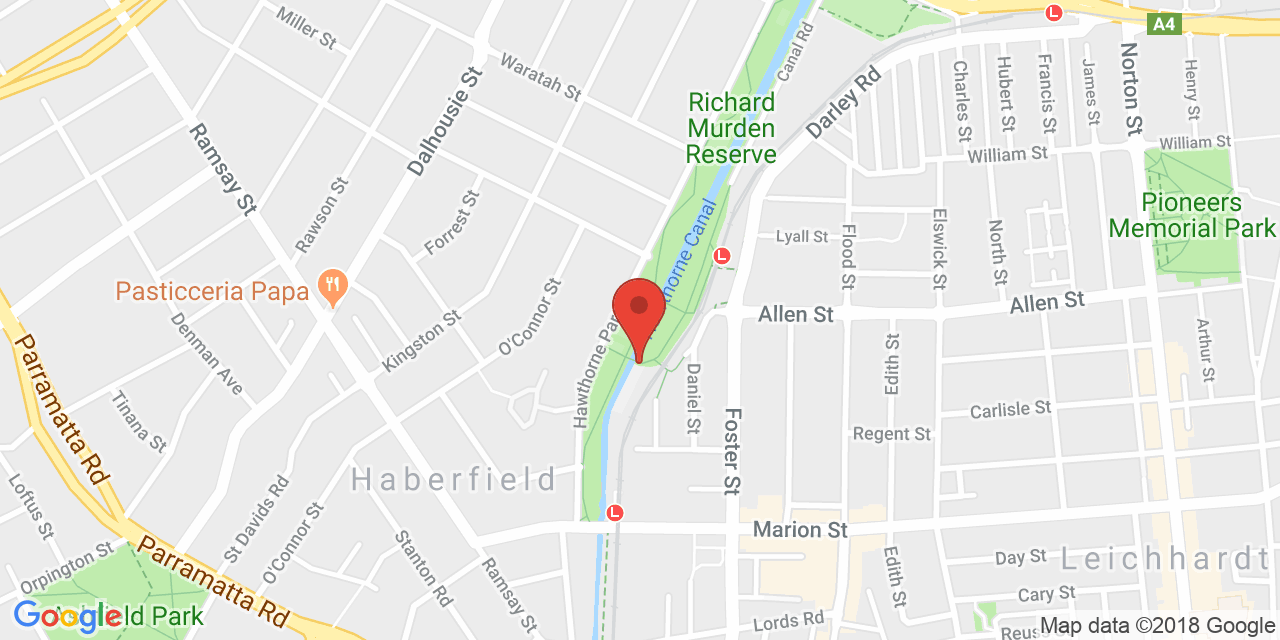 Miller St
Waratah St
Canal Rd
A4
Richard
Murden
Reserve
Darley Rd
Charles St
Hubert St
Francis St
James St
Norton St
Henry St
William St
William St
Dalhousie St
Ramsay St
Rawson St
Forrest St
Lyall St
Flood St
Elswick St
North St
Pioneers
Memorial Park
Pasticceria Papa
Kingston St
O'Connor St
Allen St
Allen St
Denman Ave
Edith St
Arthur St
Parramatta Rd
Tinana St
Daniel St
Foster St
Carlisle St
Regent St
Haberfield
Loftus St
St Davids Rd
O'Connor St
Stanton Rd
Ramsay St
Marion St
Orpington St
Parramatta Rd
Edith St
Day St
Leichhardt
Cary St
Lords Rd
Google
Park
Map data ©2018 Google